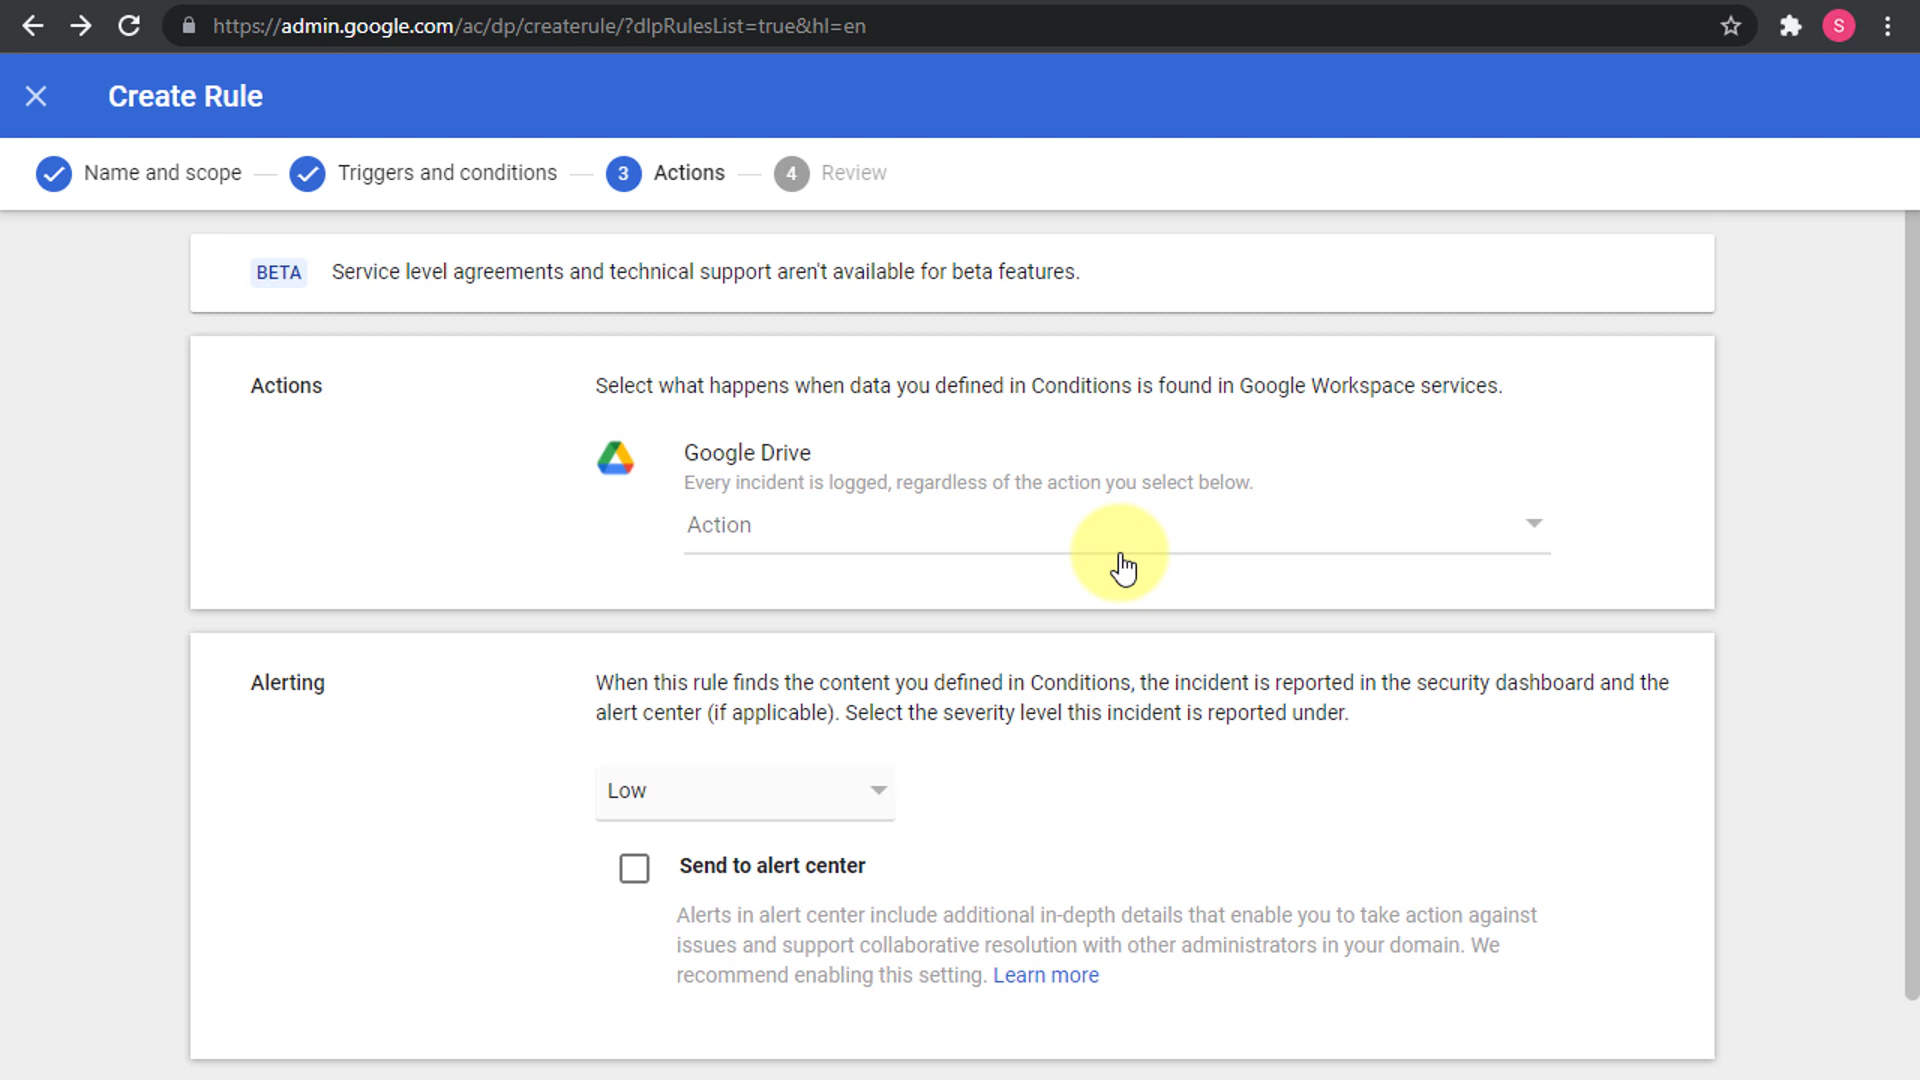 https://admin.google.com/ac/dp/createrule/?dlpRulesList=true&hl=en
S
Create Rule
Name and scope
Triggers and conditions
3 Actions
4 Review
BETA Service level agreements and technical support aren't available for beta features.
Actions
Select what happens when data you defined in Conditions is found in Google Workspace services.
Google Drive
Every incident is logged, regardless of the action you select below.
Action
Alerting
When this rule finds the content you defined in Conditions, the incident is reported in the security dashboard and the
alert center (if applicable). Select the severity level this incident is reported under.
Low
Send to alert center
Alerts in alert center include additional in-depth details that enable you to take action against
issues and support collaborative resolution with other administrators in your domain. We
recommend enabling this setting. Learn more